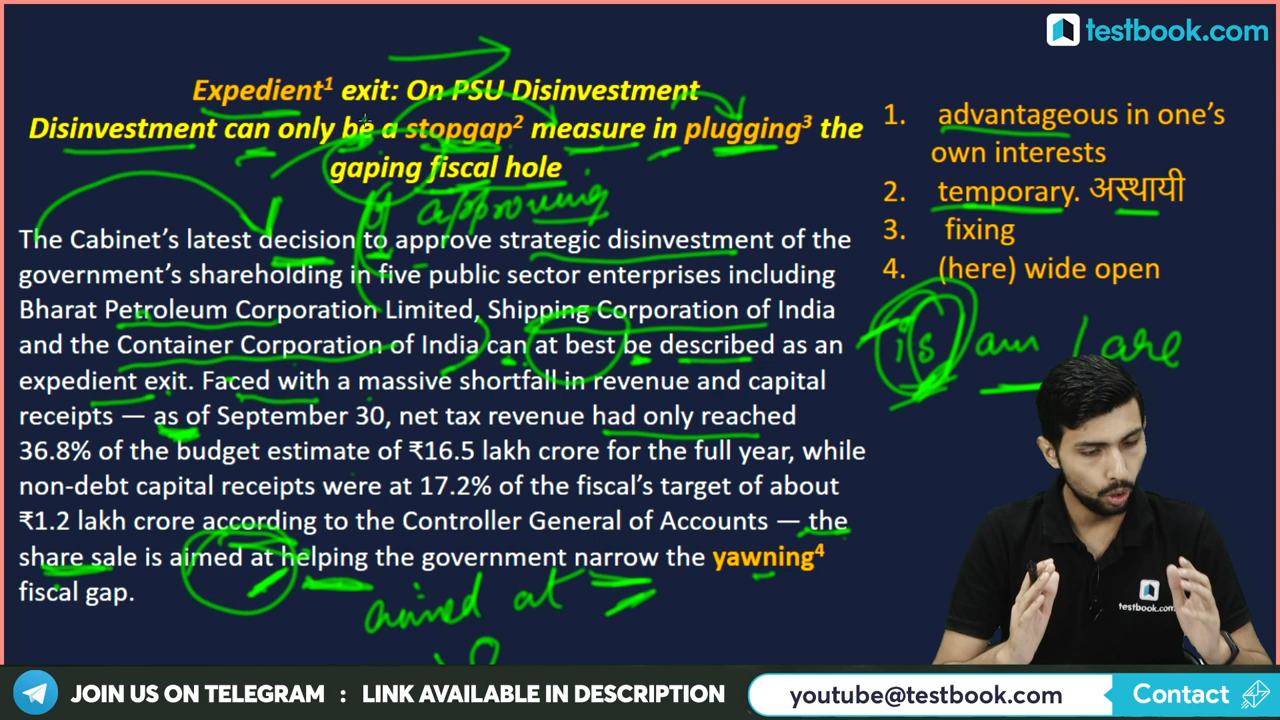 testbook.com
Expedient¹ exit: On PSU Disinvestment
Disinvestment can only be a stopgap² measure in plugging³ the
gaping fiscal hole
of approving
The Cabinet's latest decision to approve strategic disinvestment of the
government's shareholding in five public sector enterprises including
Bharat Petroleum Corporation Limited, Shipping Corporation of India
and the Container Corporation of India can at best be described as an
expedient exit. Faced with a massive shortfall in revenue and capital
receipts — as of September 30, net tax revenue had only reached
36.8% of the budget estimate of ₹16.5 lakh crore for the full year, while
non-debt capital receipts were at 17.2% of the fiscal's target of about
₹1.2 lakh crore according to the Controller General of Accounts — the
share sale is aimed at helping the government narrow the yawning⁴
fiscal gap.
aimed at
1. advantageous in one's
own interests
2. temporary. अस्थायी
3. fixing
4. (here) wide open
is / am / are
testbook.com
JOIN US ON TELEGRAM : LINK AVAILABLE IN DESCRIPTION
youtube@testbook.com
Contact